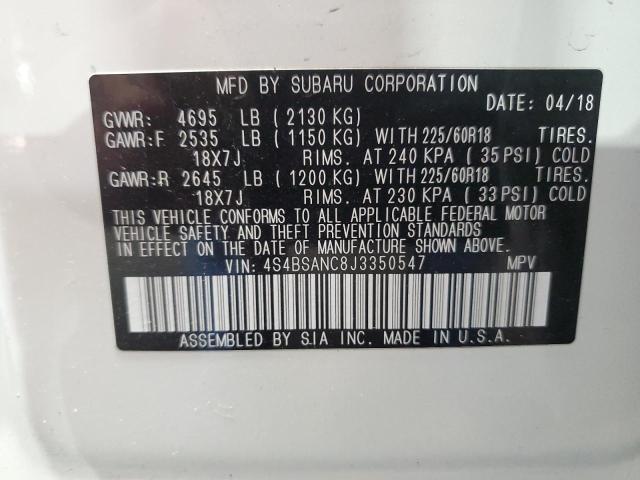 MFD BY SUBARU CORPORATION
DATE: 04/18
GVWR: 4695 LB (2130 KG)
GAWR:F 2535 LB (1150 KG) WITH 225/60R18 TIRES.
18X7J RIMS. AT 240 KPA (35 PSI) COLD
GAWR:R 2645 LB (1200 KG) WITH 225/60R18 TIRES.
18X7J RIMS. AT 230 KPA (33 PSI) COLD
THIS VEHICLE CONFORMS TO ALL APPLICABLE FEDERAL MOTOR
VEHICLE SAFETY AND THEFT PREVENTION STANDARDS
IN EFFECT ON THE DATE OF MANUFACTURE SHOWN ABOVE.
VIN: 4S4BSANC8J3350547 MPV
ASSEMBLED BY SIA INC. MADE IN U.S.A.